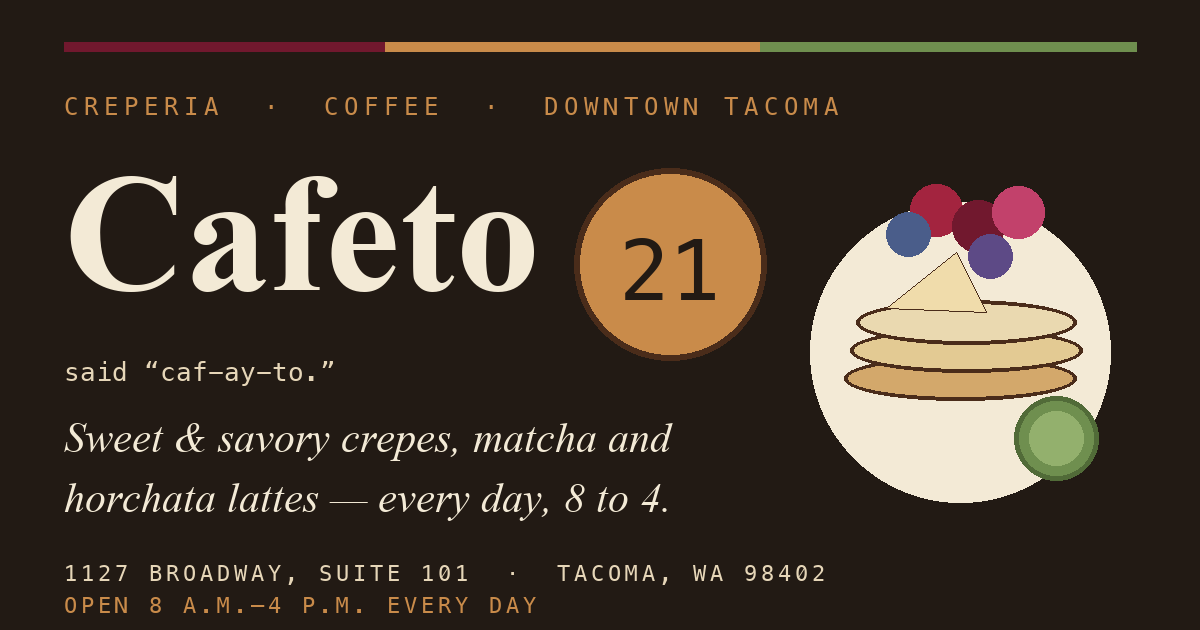 CREPERIA · COFFEE · DOWNTOWN TACOMA
Cafeto 21
said “caf–ay–to.”
Sweet & savory crepes, matcha and
horchata lattes — every day, 8 to 4.
1127 BROADWAY, SUITE 101 · TACOMA, WA 98402
OPEN 8 A.M.–4 P.M. EVERY DAY